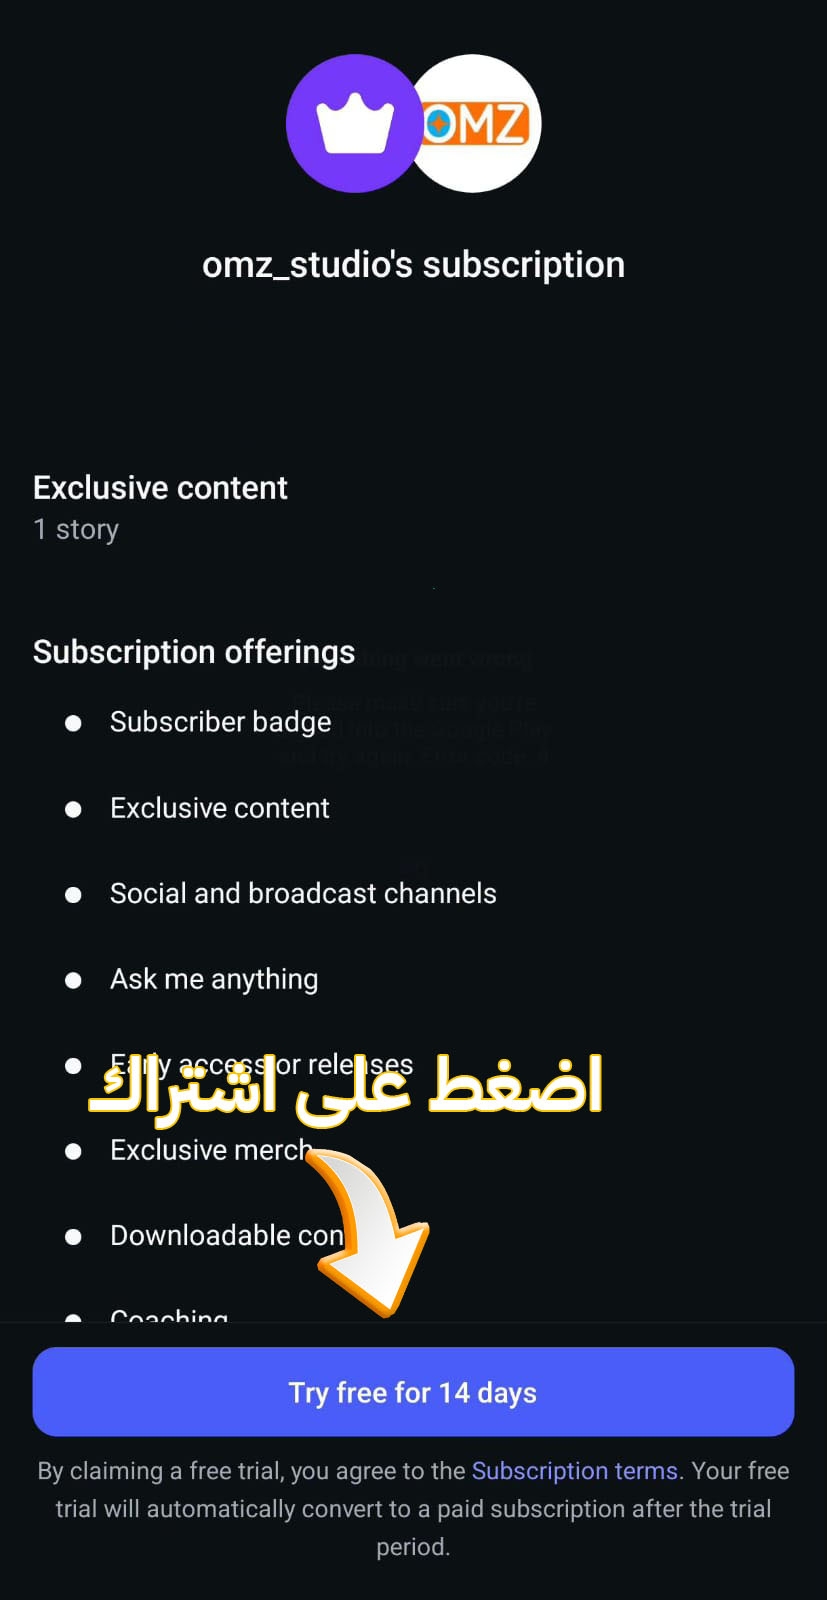 OMZ
omz_studio's subscription
Exclusive content
1 story
Subscription offerings
Subscriber badge
Exclusive content
Social and broadcast channels
Ask me anything
Early access or releases
اضغط على اشتراك
Exclusive merch
Downloadable con
Coaching
Try free for 14 days
By claiming a free trial, you agree to the Subscription terms. Your free
trial will automatically convert to a paid subscription after the trial
period.